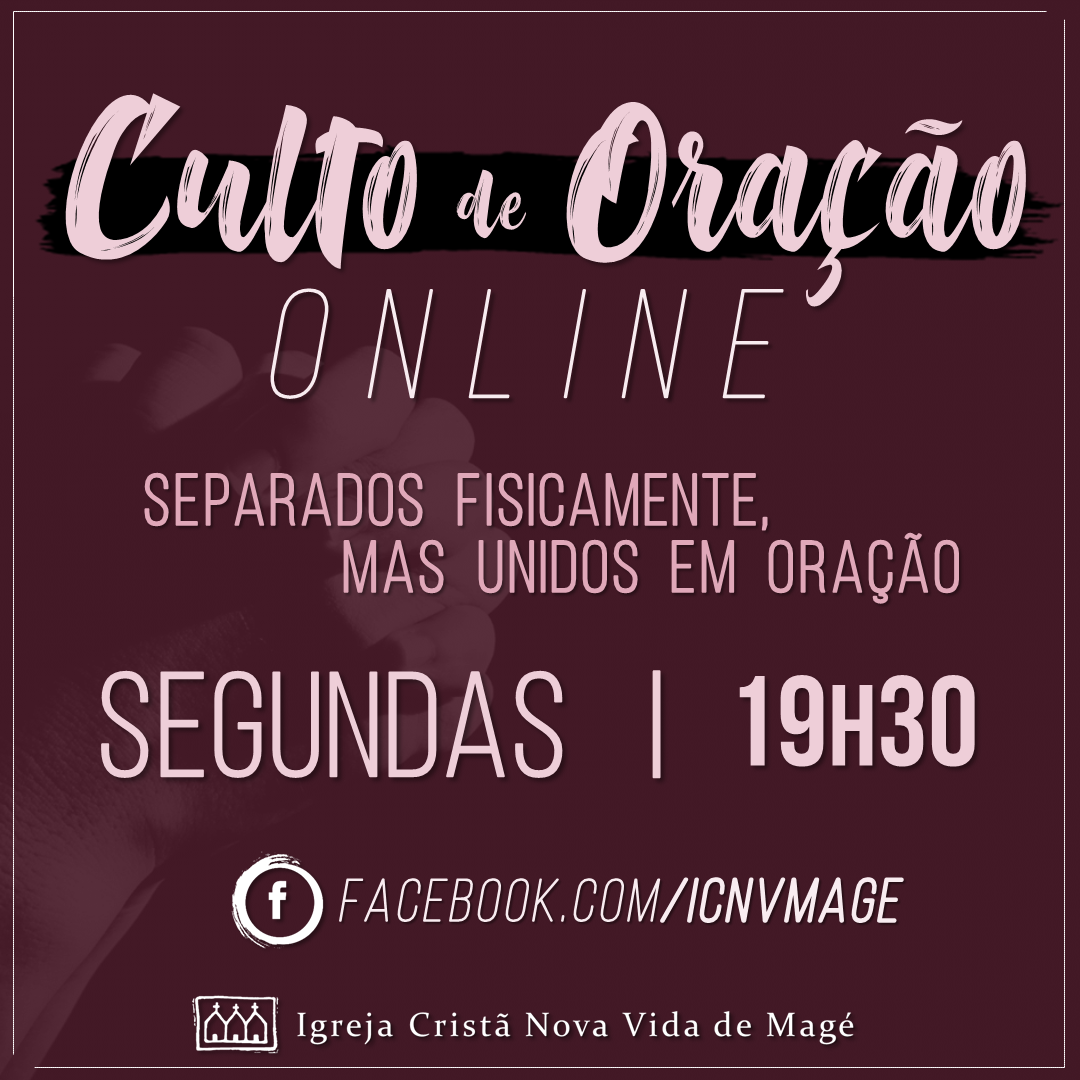 Culto de Oração
ONLINE
SEPARADOS FISICAMENTE,
MAS UNIDOS EM ORAÇÃO
SEGUNDAS | 19H30
f FACEBOOK.COM/ICNVMAGE
Igreja Cristã Nova Vida de Magé